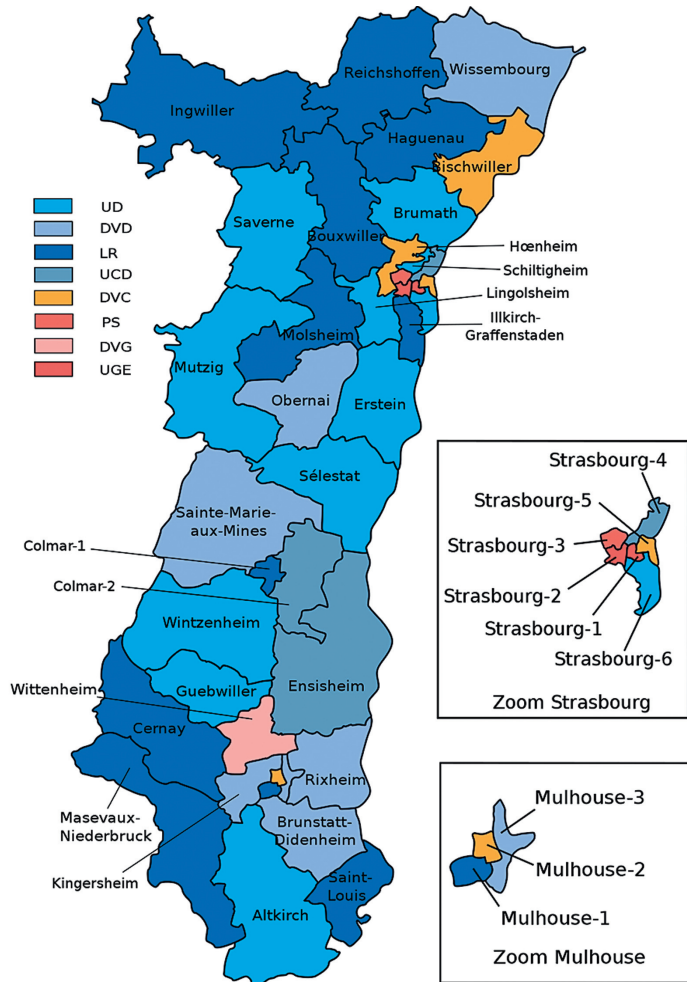 Reichshoffen
Wissembourg
Ingwiller
Haguenau
Bischwiller
UD
DVD
LR
UCD
DVC
PS
DVG
UGE
Saverne
Brumath
Bouxwiller
Hœnheim
Schiltigheim
Lingolsheim
Illkirch-
Graffenstaden
Molsheim
Mutzig
Obernai
Erstein
Sélestat
Sainte-Marie-
aux-Mines
Colmar-1
Colmar-2
Wintzenheim
Ensisheim
Guebwiller
Wittenheim
Cernay
Rixheim
Masevaux-
Niederbruck
Brunstatt-
Didenheim
Kingersheim
Saint-
Louis
Altkirch
Strasbourg-4
Strasbourg-5
Strasbourg-3
Strasbourg-2
Strasbourg-1
Strasbourg-6
Zoom Strasbourg
Mulhouse-3
Mulhouse-2
Mulhouse-1
Zoom Mulhouse